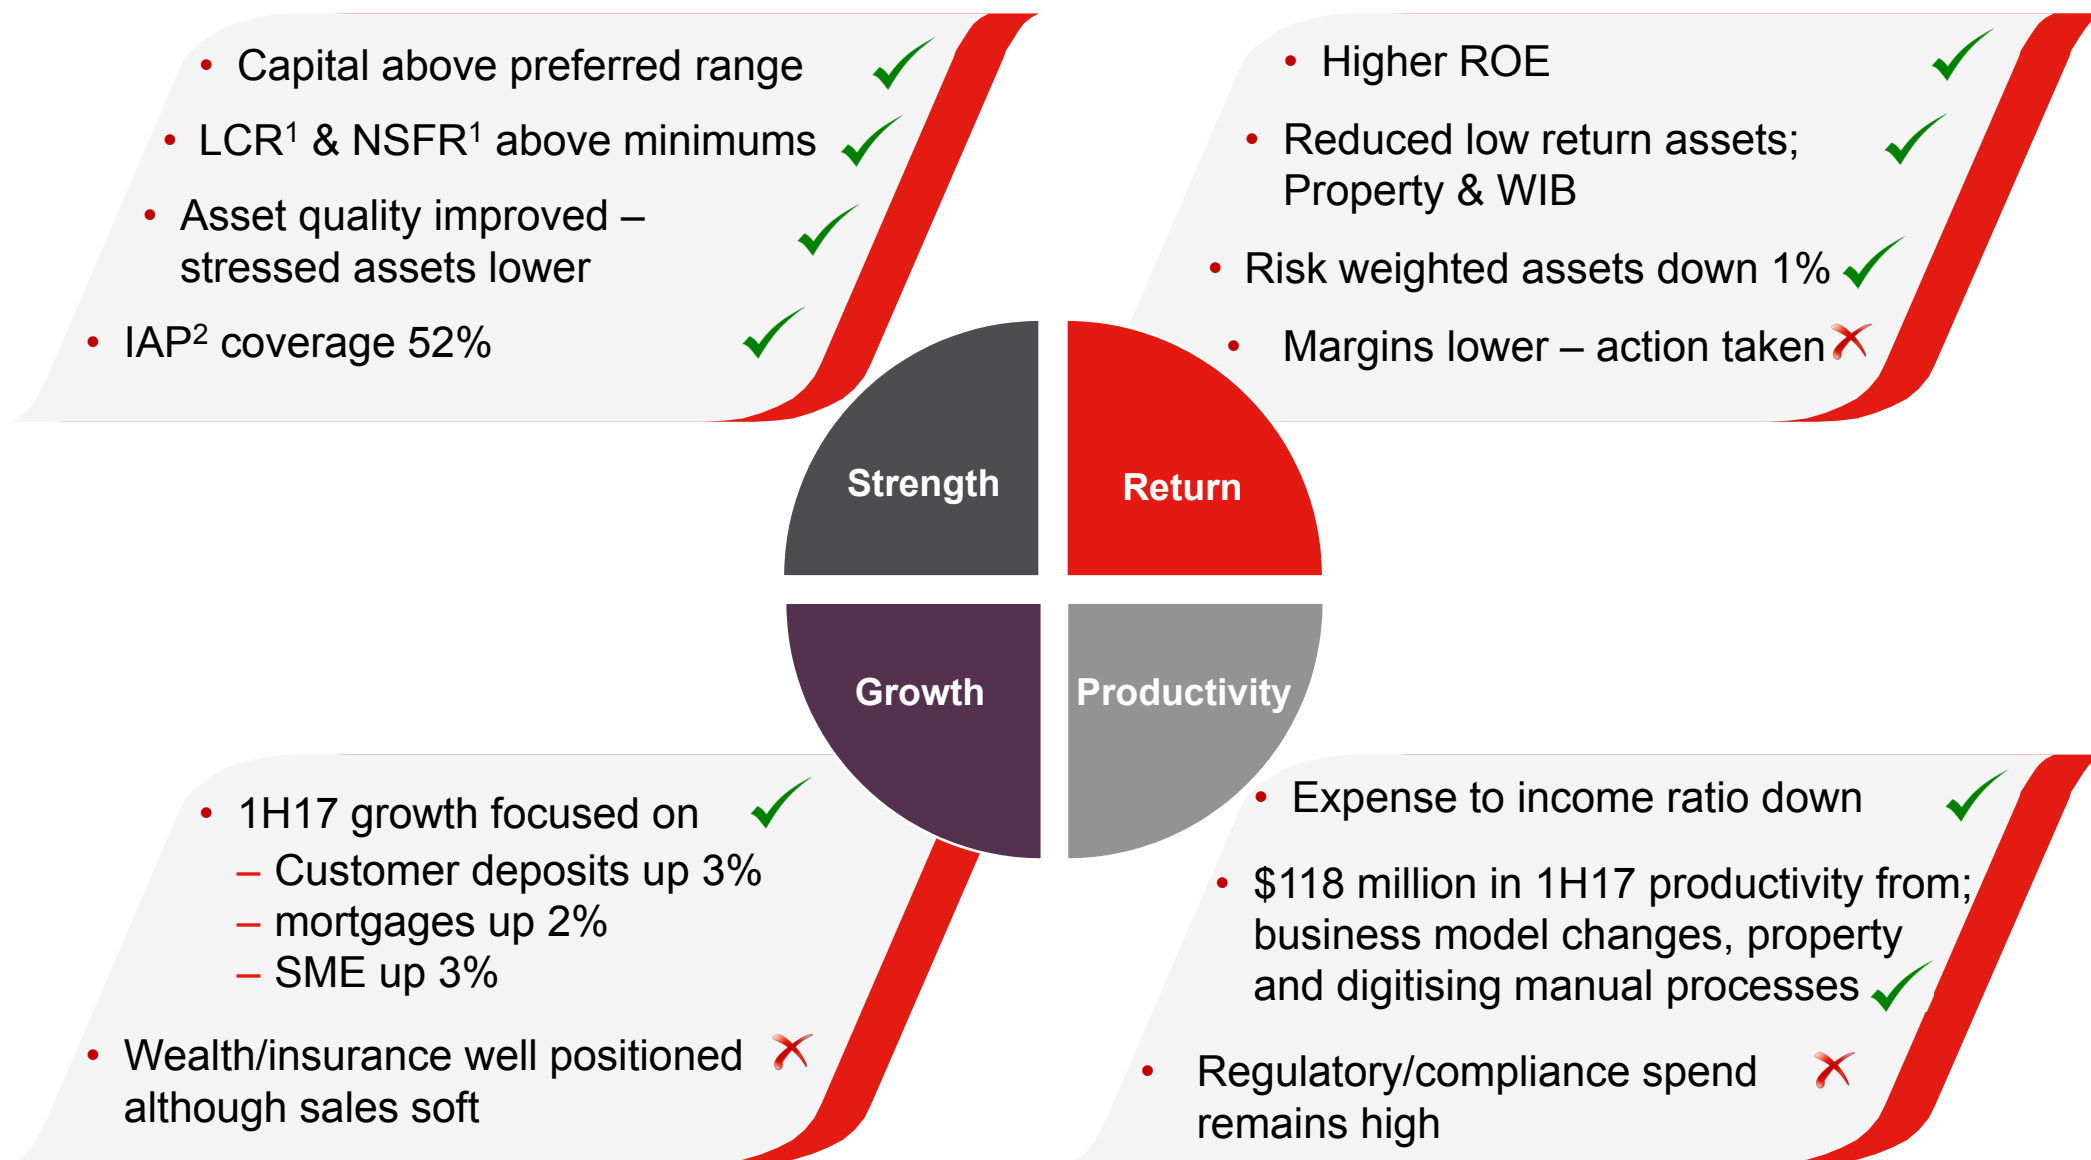 • Capital above preferred range
• LCR¹ & NSFR¹ above minimums
• Asset quality improved –
stressed assets lower
• IAP² coverage 52%
• Higher ROE
• Reduced low return assets;
Property & WIB
• Risk weighted assets down 1%
• Margins lower – action taken
Strength
Return
Growth
Productivity
• 1H17 growth focused on
– Customer deposits up 3%
– mortgages up 2%
– SME up 3%
• Wealth/insurance well positioned
although sales soft
• Expense to income ratio down
• $118 million in 1H17 productivity from;
business model changes, property
and digitising manual processes
• Regulatory/compliance spend
remains high